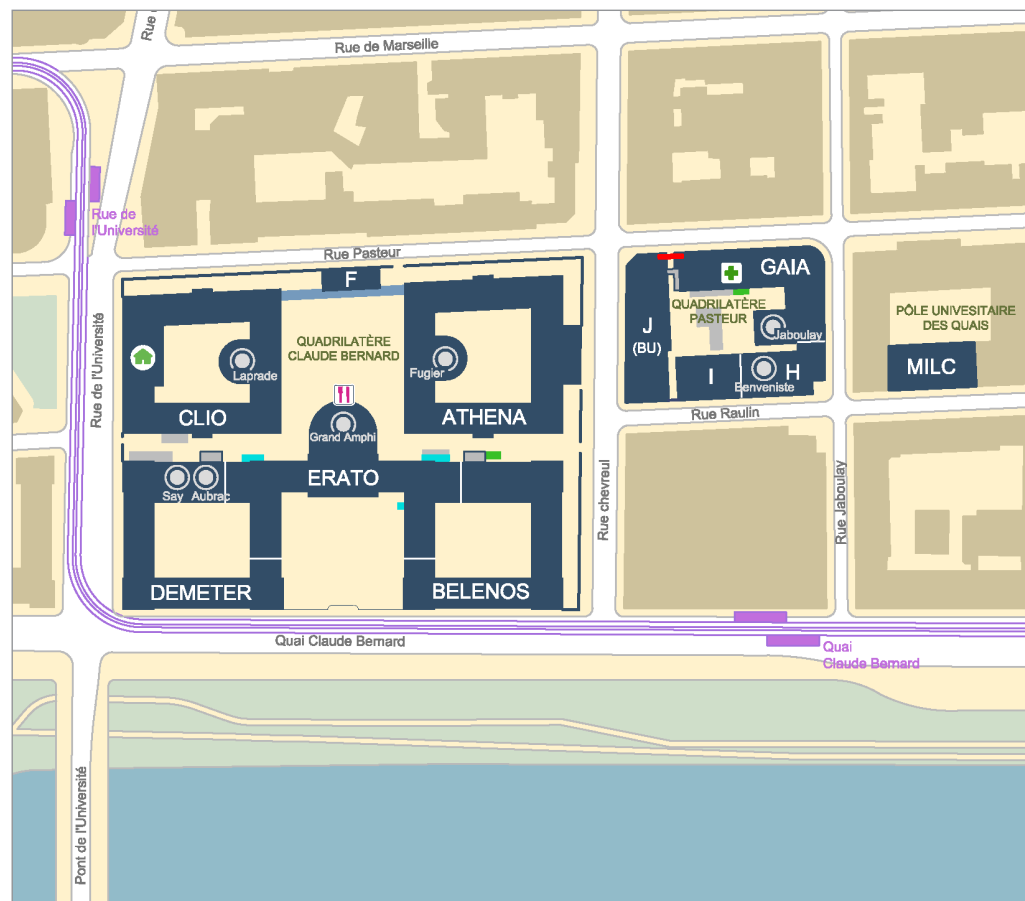 Rue de Marseille
Rue de
l'Université
Rue Pasteur
F
GAIA
QUADRILATÈRE
PASTEUR
PÔLE UNIVESITAIRE
DES QUAIS
J
(BU)
Jaboulay
QUADRILATÈRE
CLAUDE BERNARD
Rue de l'Université
Laprade
Fugier
MILC
I
H
Benveniste
CLIO
ATHENA
Rue Raulin
Grand Amphi
ERATO
Say
Aubrac
Rue chevreul
Rue Jaboulay
DEMETER
BELENOS
Quai Claude Bernard
Quai
Claude Bernard
Pont de l'Université